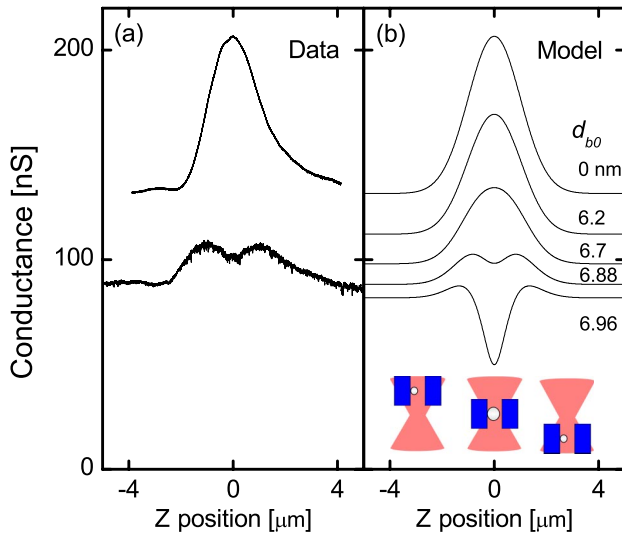 (a) Data
(b) Model
Conductance [nS]
200
100
0
d_b0
0 nm
6.2
6.7
6.88
6.96
-4 0 4
-4 0 4
Z position [μm]
Z position [μm]